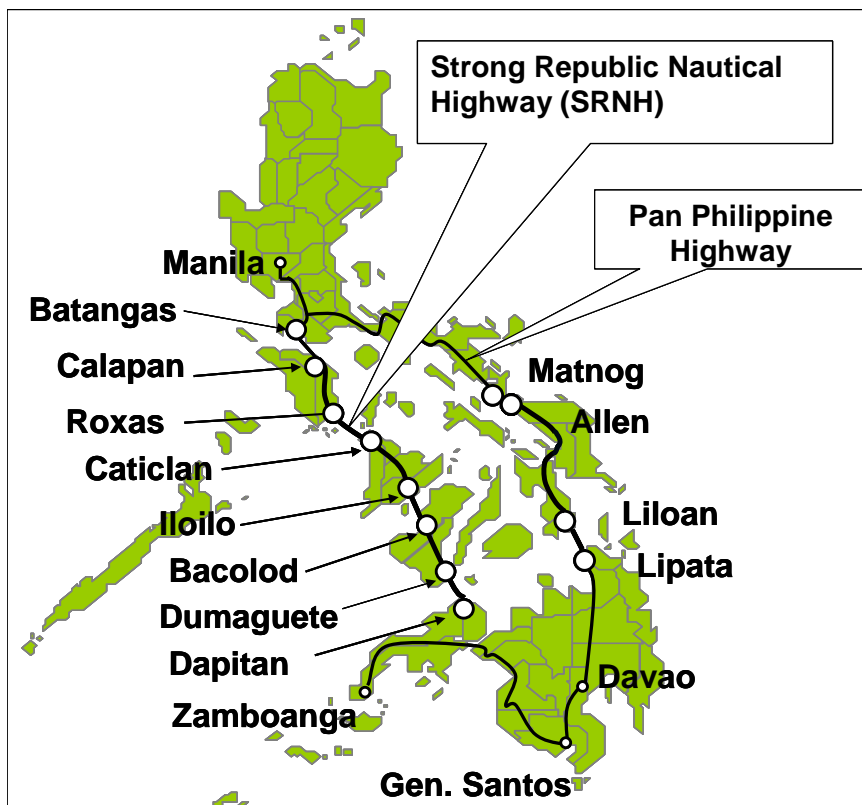 Strong Republic Nautical
Highway (SRNH)
Pan Philippine
Highway
Manila
Batangas
Calapan
Roxas
Caticlan
Iloilo
Bacolod
Dumaguete
Dapitan
Zamboanga
Matnog
Allen
Liloan
Lipata
Davao
Gen. Santos